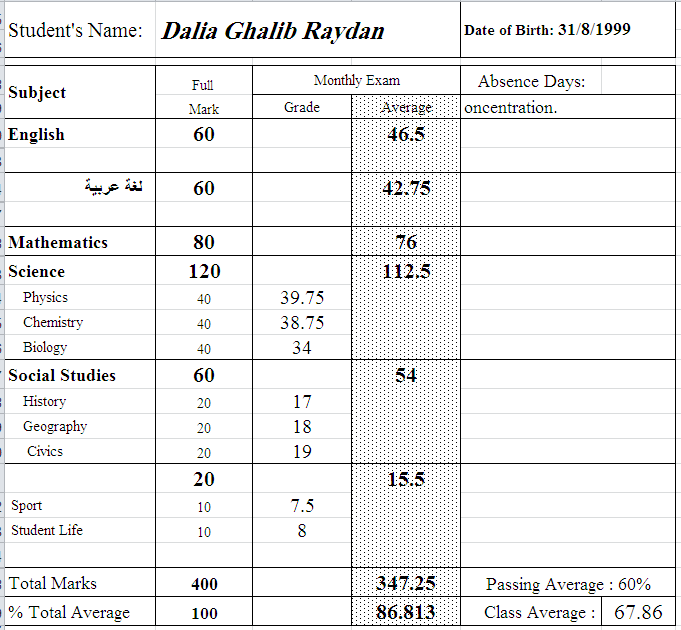 Student's Name: Dalia Ghalib Raydan Date of Birth: 31/8/1999
Subject Full Mark Monthly Exam Absence Days:
Grade Average oncentration.
English 60 46.5
لغة عربية 60 42.75
Mathematics 80 76
Science 120 112.5
Physics 40 39.75
Chemistry 40 38.75
Biology 40 34
Social Studies 60 54
History 20 17
Geography 20 18
Civics 20 19
20 15.5
Sport 10 7.5
Student Life 10 8
Total Marks 400 347.25 Passing Average : 60%
% Total Average 100 86.813 Class Average : 67.86